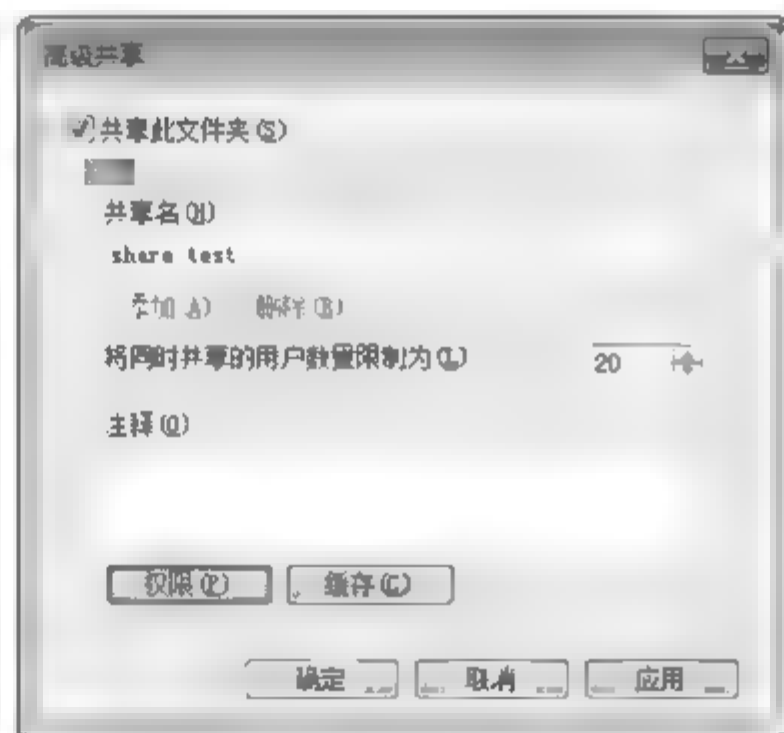 高级共享
共享此文件夹(S)
共享名(H)
share test
添加(A) 删除(R)
将同时共享的用户数量限制为(L) 20
注释(O)
权限(P) 缓存(C)
确定 取消 应用